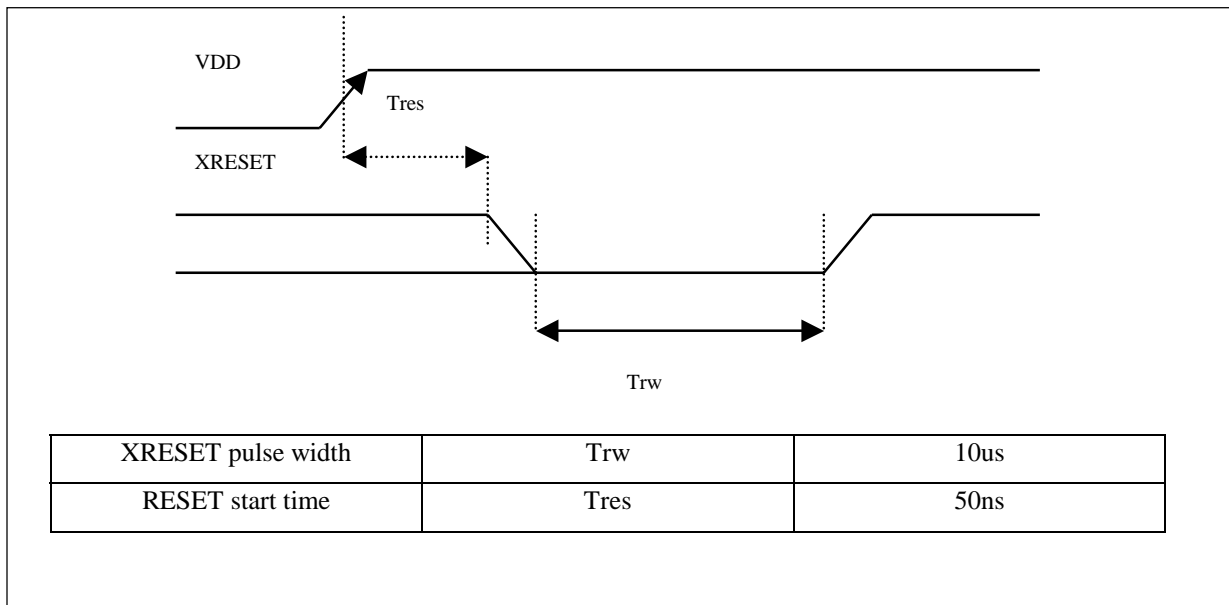 VDD
Tres
XRESET
Trw
XRESET pulse width Trw 10us
RESET start time Tres 50ns